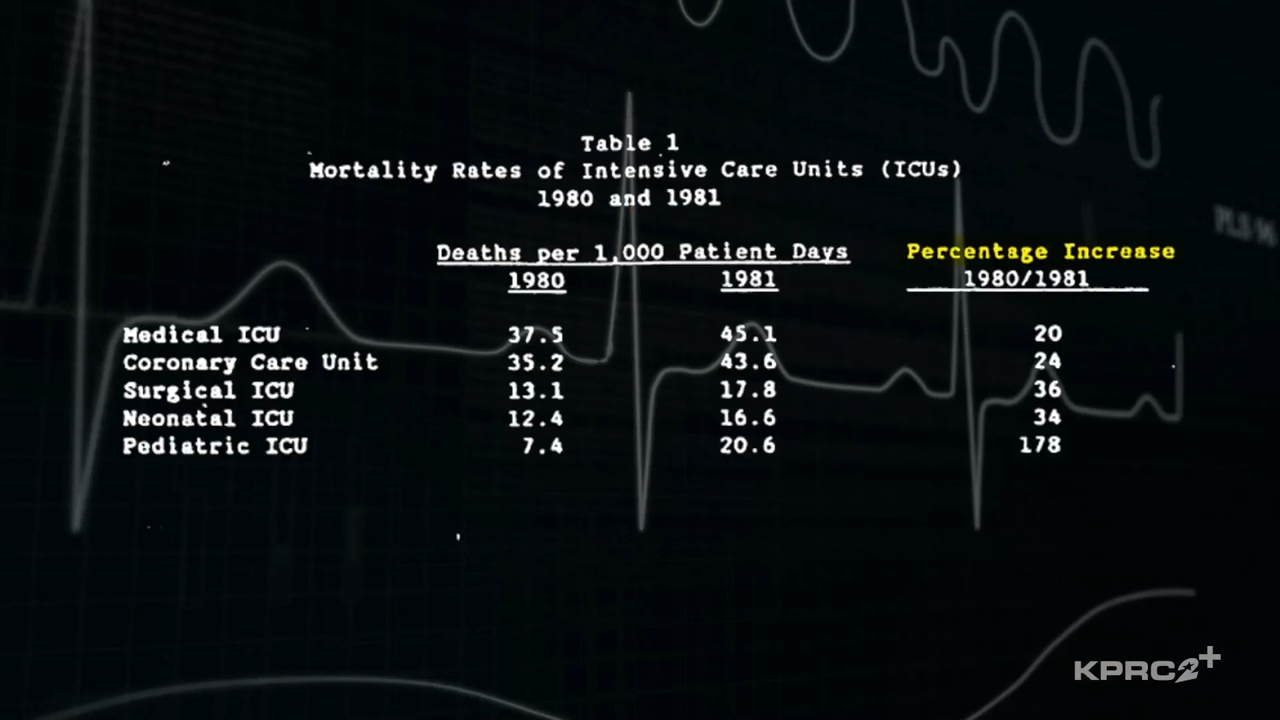 Table 1
Mortality Rates of Intensive Care Units (ICUs)
1980 and 1981
Deaths per 1,000 Patient Days Percentage Increase
1980 1981 1980/1981
Medical ICU 37.5 45.1 20
Coronary Care Unit 35.2 43.6 24
Surgical ICU 13.1 17.8 36
Neonatal ICU 12.4 16.6 34
Pediatric ICU 7.4 20.6 178
KPRC2+